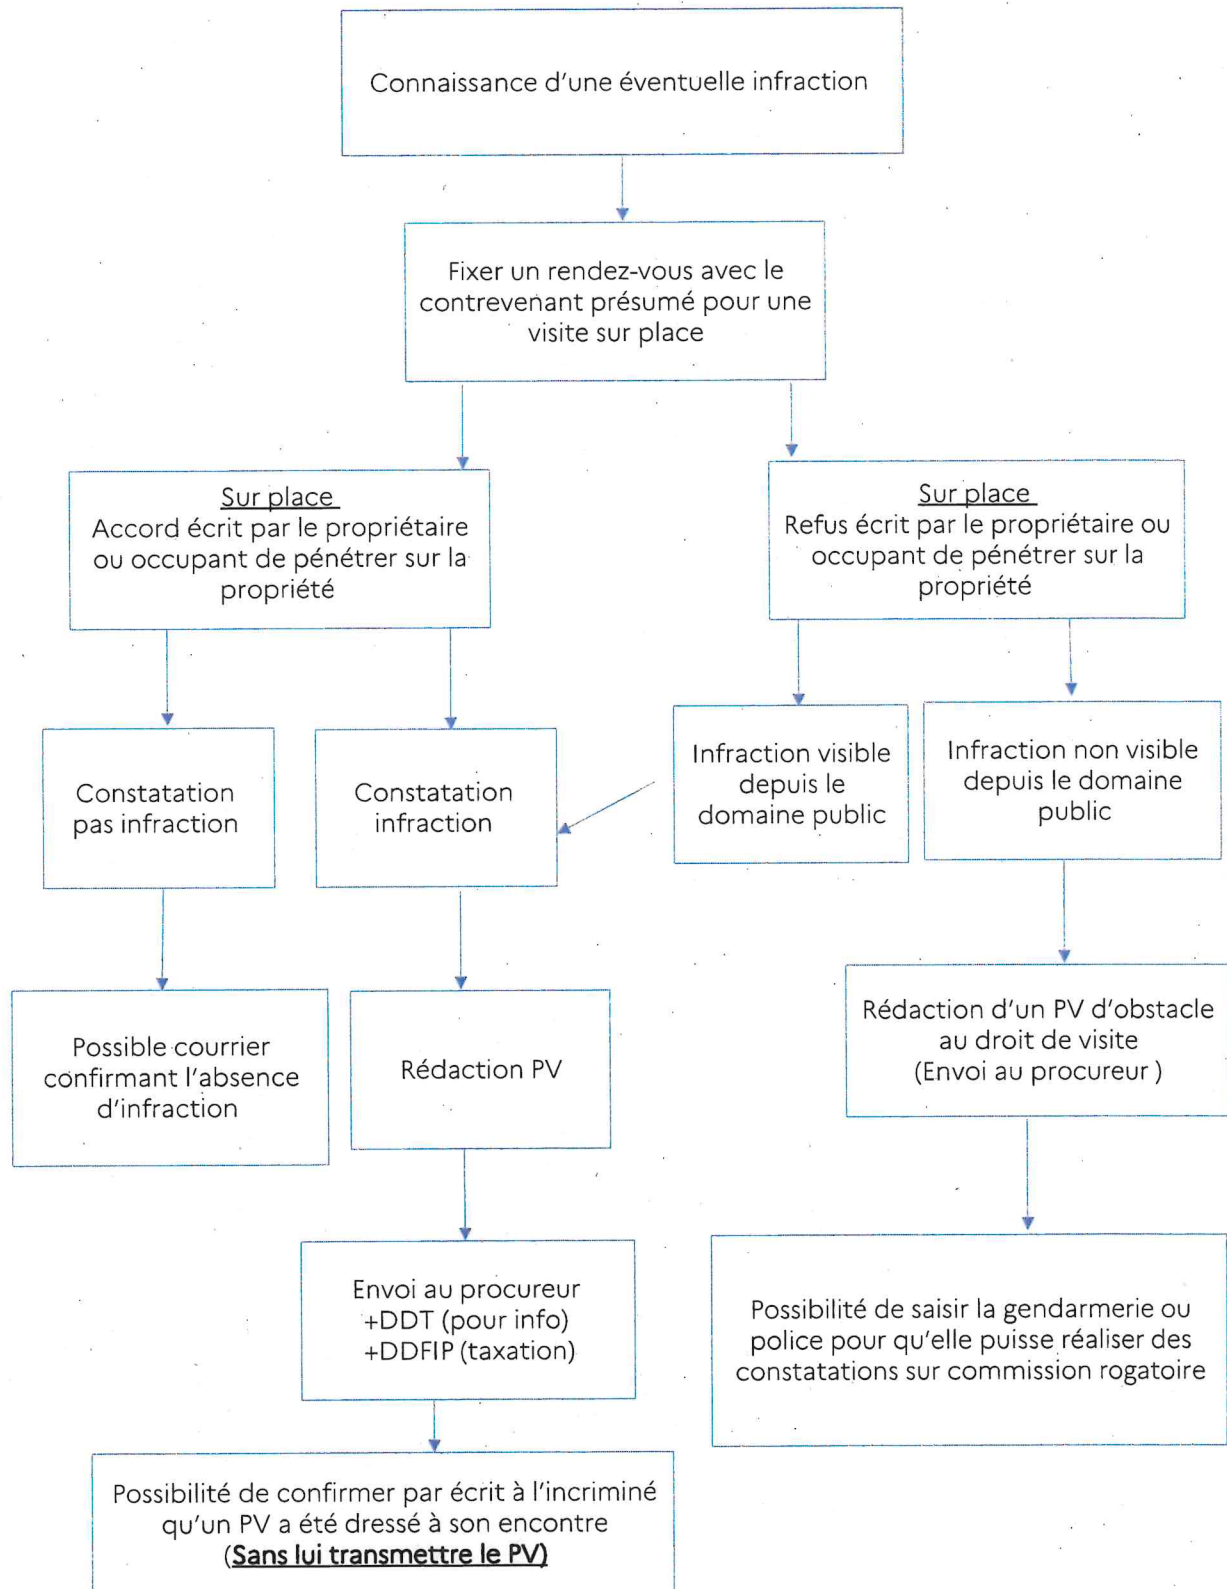 Connaissance d'une éventuelle infraction
Fixer un rendez-vous avec le
contrevenant présumé pour une
visite sur place
Sur place
Accord écrit par le propriétaire
ou occupant de pénétrer sur la
propriété
Sur place
Refus écrit par le propriétaire ou
occupant de pénétrer sur la
propriété
Constatation
pas infraction
Constatation
infraction
Infraction visible
depuis le
domaine public
Infraction non visible
depuis le domaine
public
Possible courrier
confirmant l'absence
d'infraction
Rédaction PV
Rédaction d'un PV d'obstacle
au droit de visite
(Envoi au procureur )
Envoi au procureur
+DDT (pour info)
+DDFIP (taxation)
Possibilité de saisir la gendarmerie ou
police pour qu'elle puisse réaliser des
constatations sur commission rogatoire
Possibilité de confirmer par écrit à l'incriminé
qu'un PV a été dressé à son encontre
(Sans lui transmettre le PV)